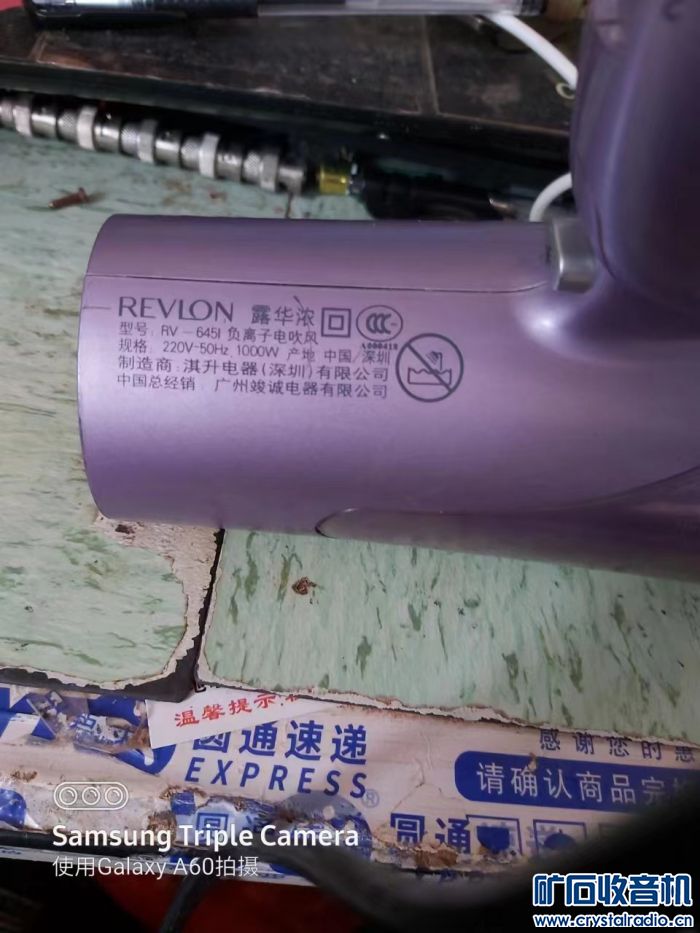 REVLON 露华浓
型号: RV-645I 负离子电吹风
规格: 220V~50Hz 1000W 产地 中国/深圳
制造商:淇升电器(深圳)有限公司
中国总经销: 广州竣诚电器有限公司
A000418
温馨提示
圆通速递
EXPRESS®
感谢您的惠
请确认商品完
圆通
Samsung Triple Camera
使用Galaxy A60拍摄
矿石收音机
www.crystalradio.cn